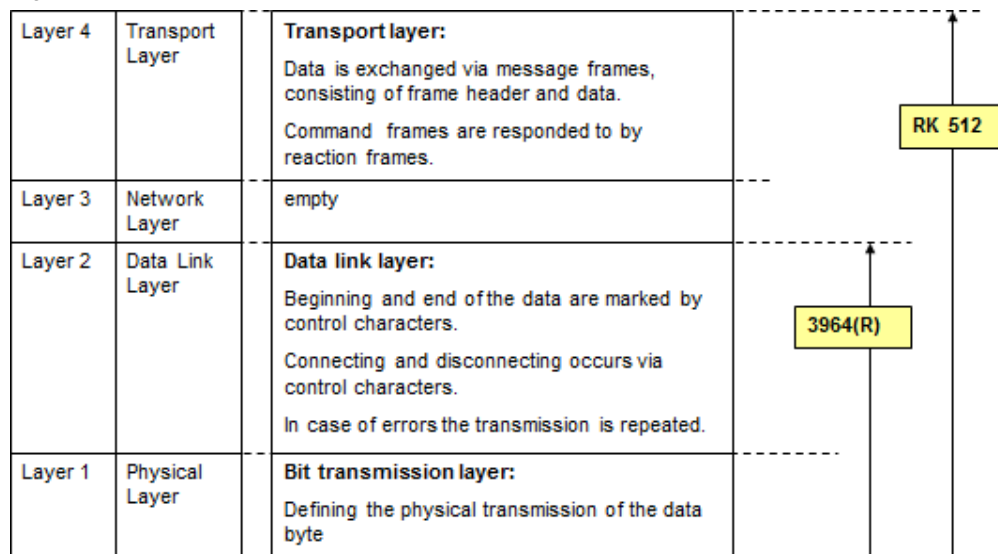 Layer 4
Transport
Layer
Transport layer:
Data is exchanged via message frames,
consisting of frame header and data.
Command frames are responded to by
reaction frames.
RK 512
Layer 3
Network
Layer
empty
Layer 2
Data Link
Layer
Data link layer:
Beginning and end of the data are marked by
control characters.
Connecting and disconnecting occurs via
control characters.
In case of errors the transmission is repeated.
3964(R)
Layer 1
Physical
Layer
Bit transmission layer:
Defining the physical transmission of the data
byte